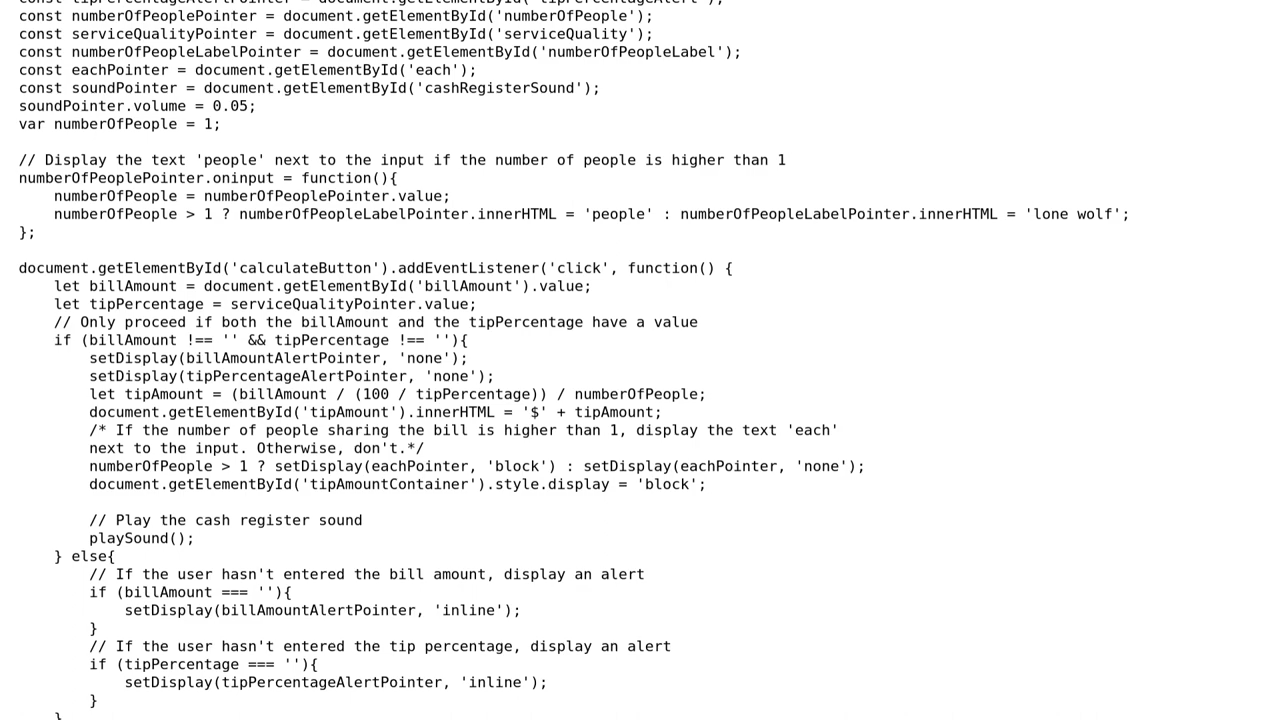 const tipPercentageAlertPointer = document.getElementById('tipPercentageAlert');
const numberOfPeoplePointer = document.getElementById('numberOfPeople');
const serviceQualityPointer = document.getElementById('serviceQuality');
const numberOfPeopleLabelPointer = document.getElementById('numberOfPeopleLabel');
const eachPointer = document.getElementById('each');
const soundPointer = document.getElementById('cashRegisterSound');
soundPointer.volume = 0.05;
var numberOfPeople = 1;

// Display the text 'people' next to the input if the number of people is higher than 1
numberOfPeoplePointer.oninput = function(){
    numberOfPeople = numberOfPeoplePointer.value;
    numberOfPeople > 1 ? numberOfPeopleLabelPointer.innerHTML = 'people' : numberOfPeopleLabelPointer.innerHTML = 'lone wolf';
};

document.getElementById('calculateButton').addEventListener('click', function() {
    let billAmount = document.getElementById('billAmount').value;
    let tipPercentage = serviceQualityPointer.value;
    // Only proceed if both the billAmount and the tipPercentage have a value
    if (billAmount !== '' && tipPercentage !== ''){
        setDisplay(billAmountAlertPointer, 'none');
        setDisplay(tipPercentageAlertPointer, 'none');
        let tipAmount = (billAmount / (100 / tipPercentage)) / numberOfPeople;
        document.getElementById('tipAmount').innerHTML = '$' + tipAmount;
        /* If the number of people sharing the bill is higher than 1, display the text 'each'
        next to the input. Otherwise, don't.*/
        numberOfPeople > 1 ? setDisplay(eachPointer, 'block') : setDisplay(eachPointer, 'none');
        document.getElementById('tipAmountContainer').style.display = 'block';

        // Play the cash register sound
        playSound();
    } else{
        // If the user hasn't entered the bill amount, display an alert
        if (billAmount === ''){
            setDisplay(billAmountAlertPointer, 'inline');
        }
        // If the user hasn't entered the tip percentage, display an alert
        if (tipPercentage === ''){
            setDisplay(tipPercentageAlertPointer, 'inline');
        }
    }